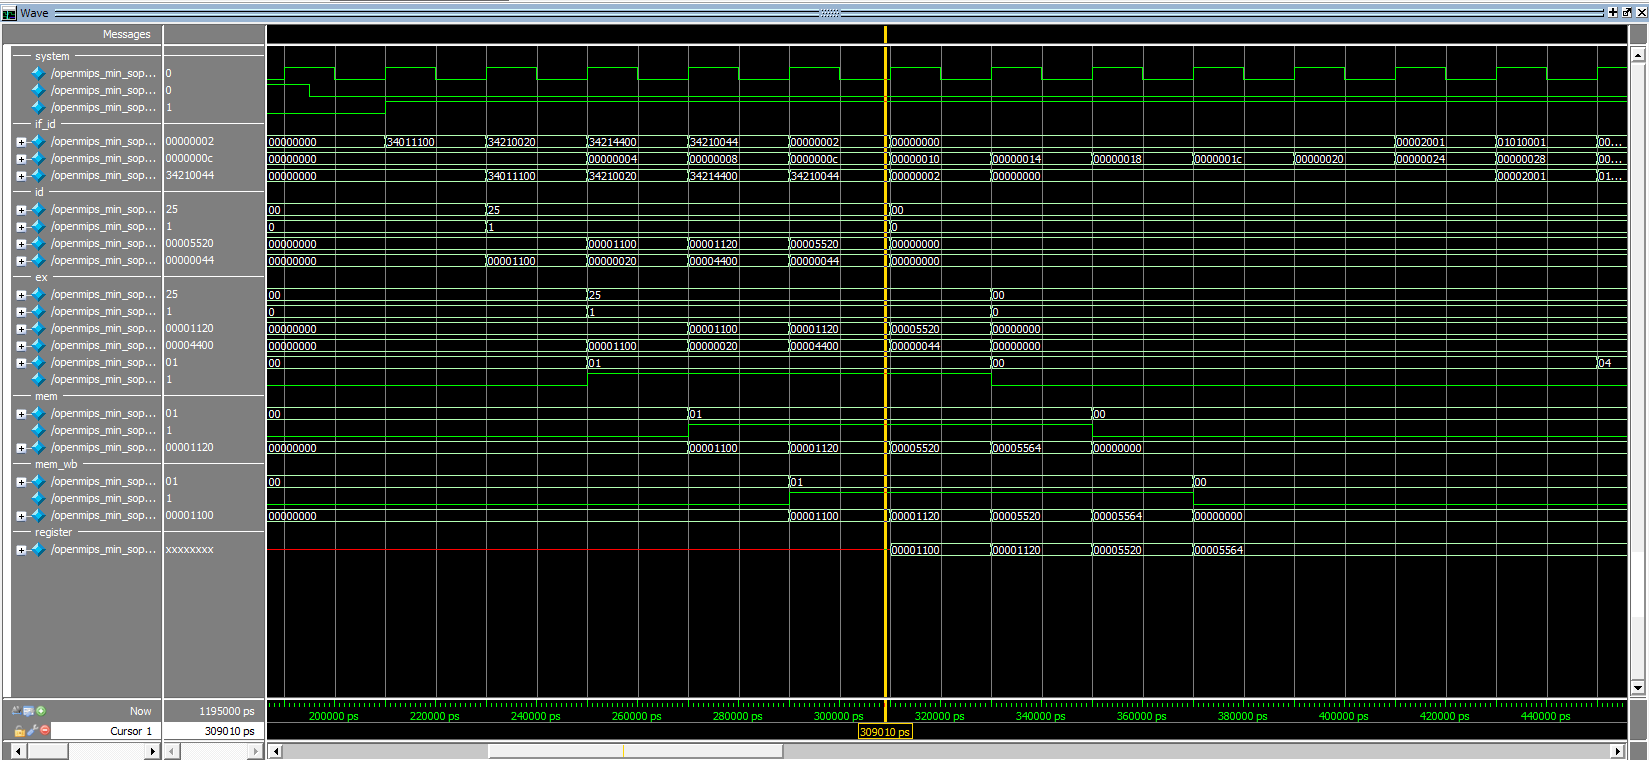 Wave
Messages
system
/openmips_min_sop... 0
/openmips_min_sop... 0
/openmips_min_sop... 1
if_id
/openmips_min_sop... 00000002 00000000 34011100 34210020 34214400 34210044 00000002 00000000 00002001 01010001 00...
/openmips_min_sop... 0000000c 00000000 00000004 00000008 0000000c 00000010 00000014 00000018 0000001c 00000020 00000024 00000028 00...
/openmips_min_sop... 34210044 00000000 34011100 34210020 34214400 34210044 00000002 00000000 00002001 01...
id
/openmips_min_sop... 25 00 25 00
/openmips_min_sop... 1 0 1 0
/openmips_min_sop... 00005520 00000000 00001100 00001120 00005520 00000000
/openmips_min_sop... 00000044 00000000 00001100 00000020 00004400 00000044 00000000
ex
/openmips_min_sop... 25 00 25 00
/openmips_min_sop... 1 0 1 0
/openmips_min_sop... 00001120 00000000 00001100 00001120 00005520 00000000
/openmips_min_sop... 00004400 00000000 00001100 00000020 00004400 00000044 00000000
/openmips_min_sop... 01 00 01 00 04
/openmips_min_sop... 1
mem
/openmips_min_sop... 01 00 01 00
/openmips_min_sop... 1
/openmips_min_sop... 00001120 00000000 00001100 00001120 00005520 00005564 00000000
mem_wb
/openmips_min_sop... 01 00 01 00
/openmips_min_sop... 1
/openmips_min_sop... 00001100 00000000 00001100 00001120 00005520 00005564 00000000
register
/openmips_min_sop... xxxxxxxx 00001100 00001120 00005520 00005564
Now 1195000 ps 200000 ps 220000 ps 240000 ps 260000 ps 280000 ps 300000 ps 320000 ps 340000 ps 360000 ps 380000 ps 400000 ps 420000 ps 440000 ps
Cursor 1 309010 ps 309010 ps